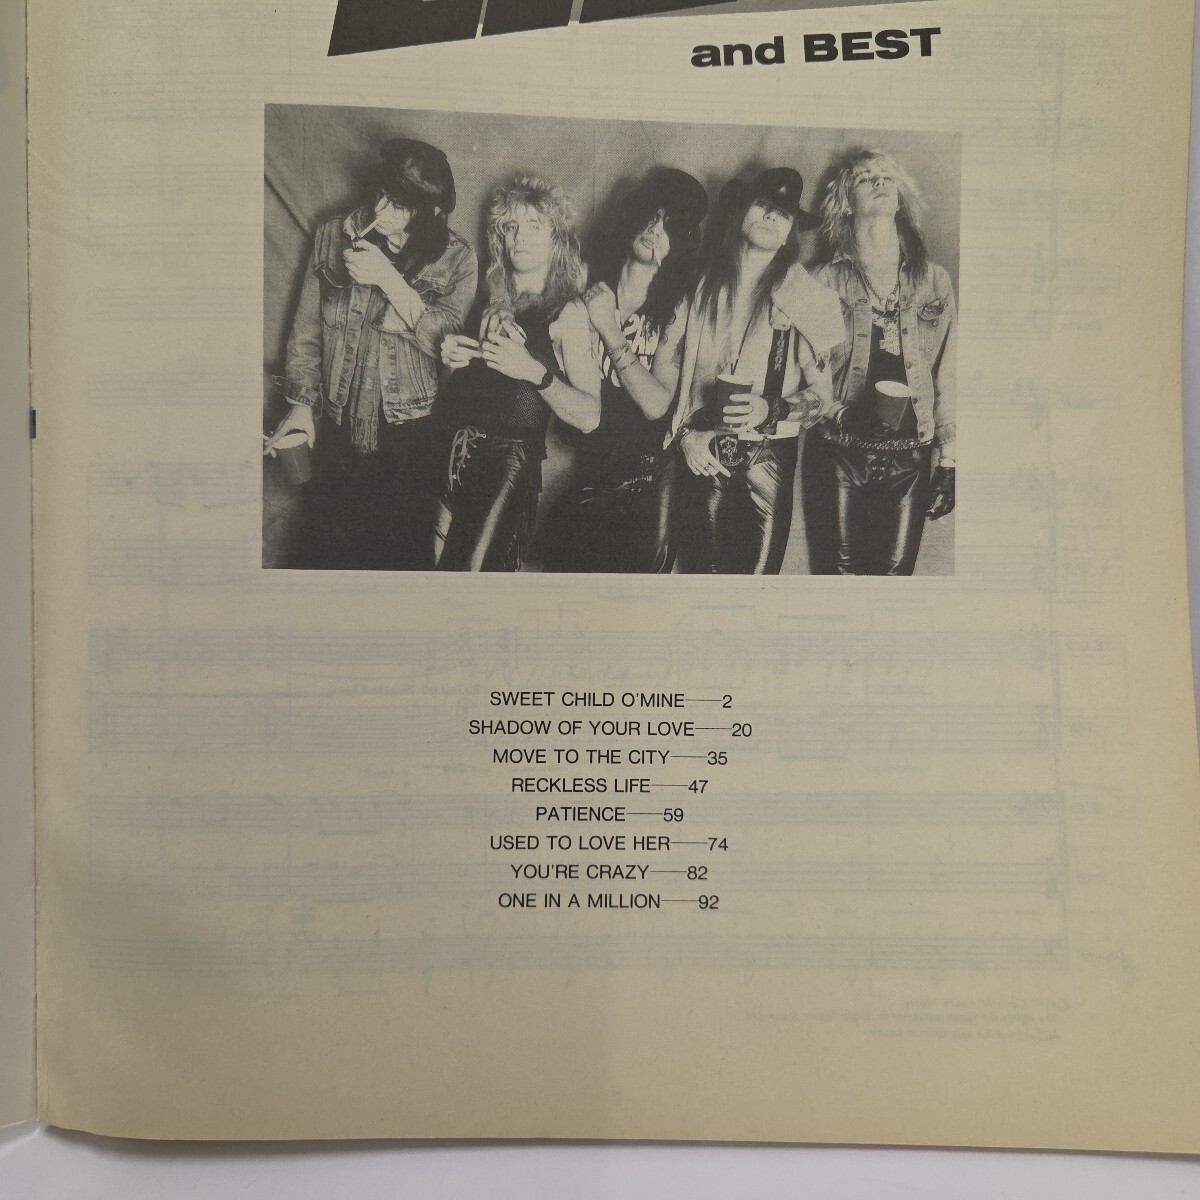 and BEST
SWEET CHILD O'MINE——2
SHADOW OF YOUR LOVE——20
MOVE TO THE CITY——35
RECKLESS LIFE——47
PATIENCE——59
USED TO LOVE HER——74
YOU'RE CRAZY——82
ONE IN A MILLION——92